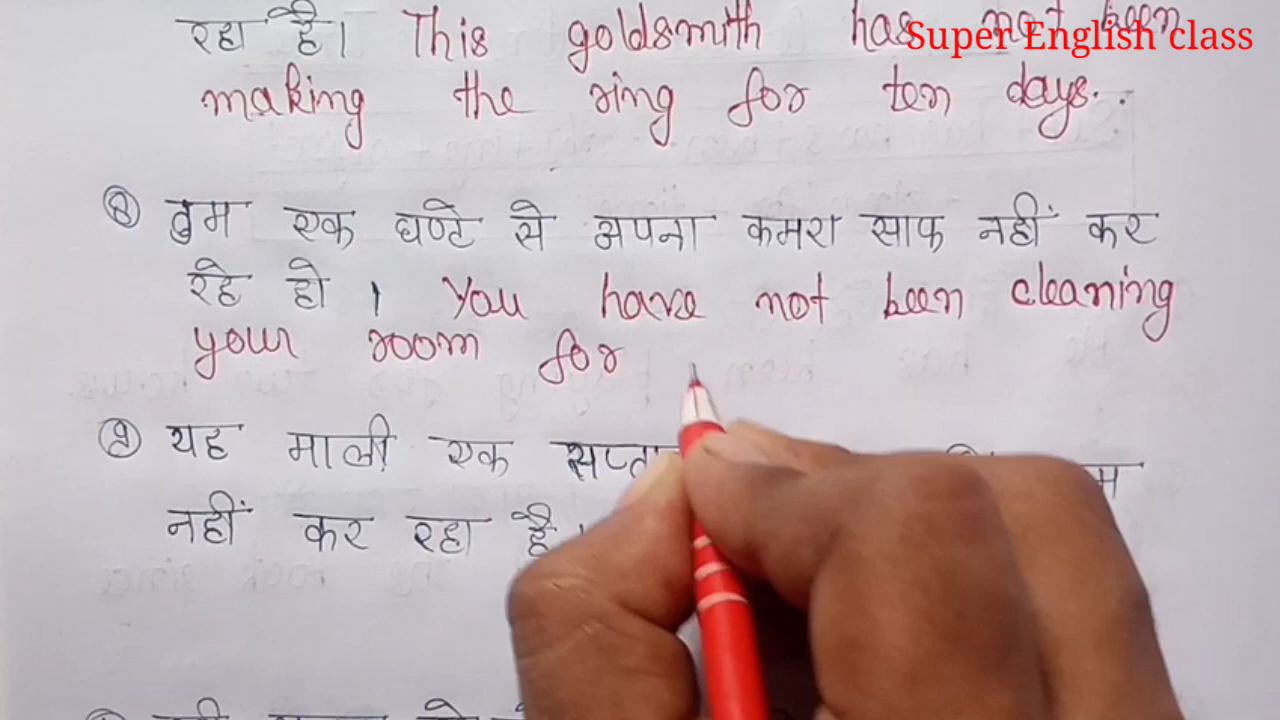 रहा है। This goldsmith has not been
Super English class
making the ring for ten days.
⑧ तुम एक घण्टे से अपना कमरा साफ नहीं कर
रहे हो । You have not been cleaning
your room for
⑨ यह माली एक
नहीं कर रहा है।